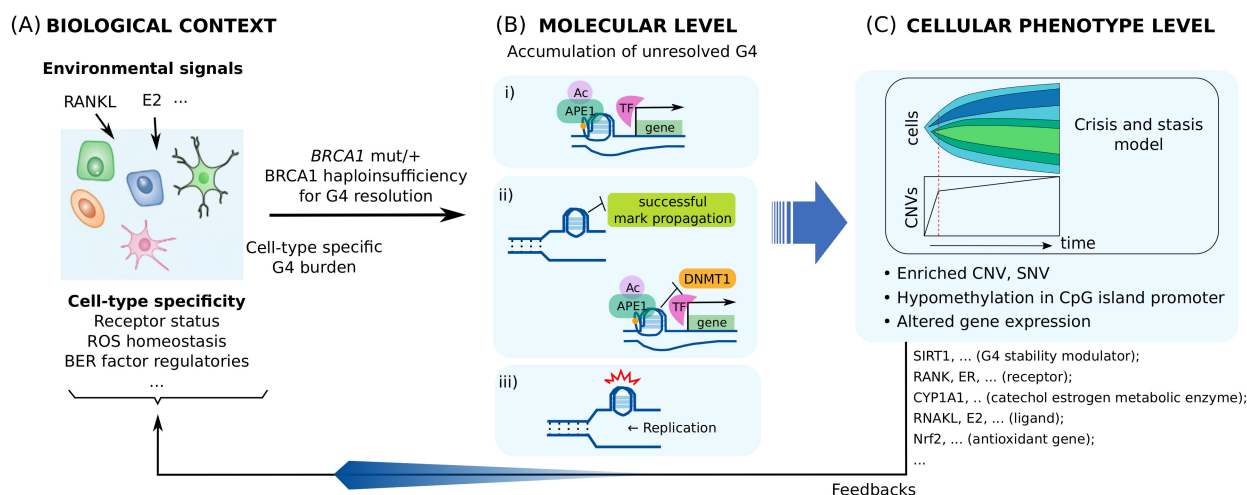 (A) BIOLOGICAL CONTEXT
Environmental signals
RANKL E2 ...
Cell-type specificity
Receptor status
ROS homeostasis
BER factor regulatories
...
BRCA1 mut/+
BRCA1 haploinsufficiency
for G4 resolution
Cell-type specific
G4 burden
(B) MOLECULAR LEVEL
Accumulation of unresolved G4
i)
Ac
APE1
TF
gene
ii)
successful
mark propagation
DNMT1
Ac
APE1
TF
gene
iii)
← Replication
(C) CELLULAR PHENOTYPE LEVEL
cells
Crisis and stasis
model
CNVs
time
• Enriched CNV, SNV
• Hypomethylation in CpG island promoter
• Altered gene expression
SIRT1, ... (G4 stability modulator);
RANK, ER, ... (receptor);
CYP1A1, .. (catechol estrogen metabolic enzyme);
RNAKL, E2, ... (ligand);
Nrf2, ... (antioxidant gene);
...
Feedbacks